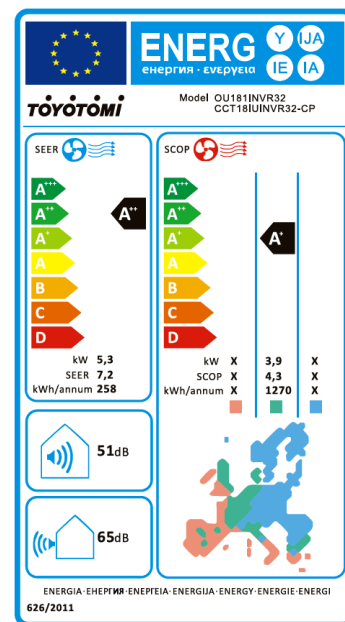 ENERG Y IJA
енергия · ενεργεια IE IA
TOYOTOMI
Model OU181INVR32
CCT18IUINVR32-CP
SEER
SCOP
A+++
A++
A+
A
B
C
D
A++
A+++
A++
A+
A
B
C
D
A+
kW 5,3
SEER 7,2
kWh/annum 258
kW X 3,9 X
SCOP X 4,3 X
kWh/annum X 1270 X
51dB
65dB
ENERGIA·ЕНЕРГИЯ·ΕΝΕΡΓΕΙΑ·ENERGIJA·ENERGY·ENERGIE·ENERGI
626/2011